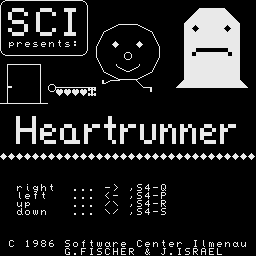 SCI
presents:
Heartrunner
right ... -> ,S4-Q
left ... <- ,S4-P
up ... /\ ,S4-R
down ... \/ ,S4-S
C 1986 Software Center Ilmenau
G.FISCHER & J.ISRAEL